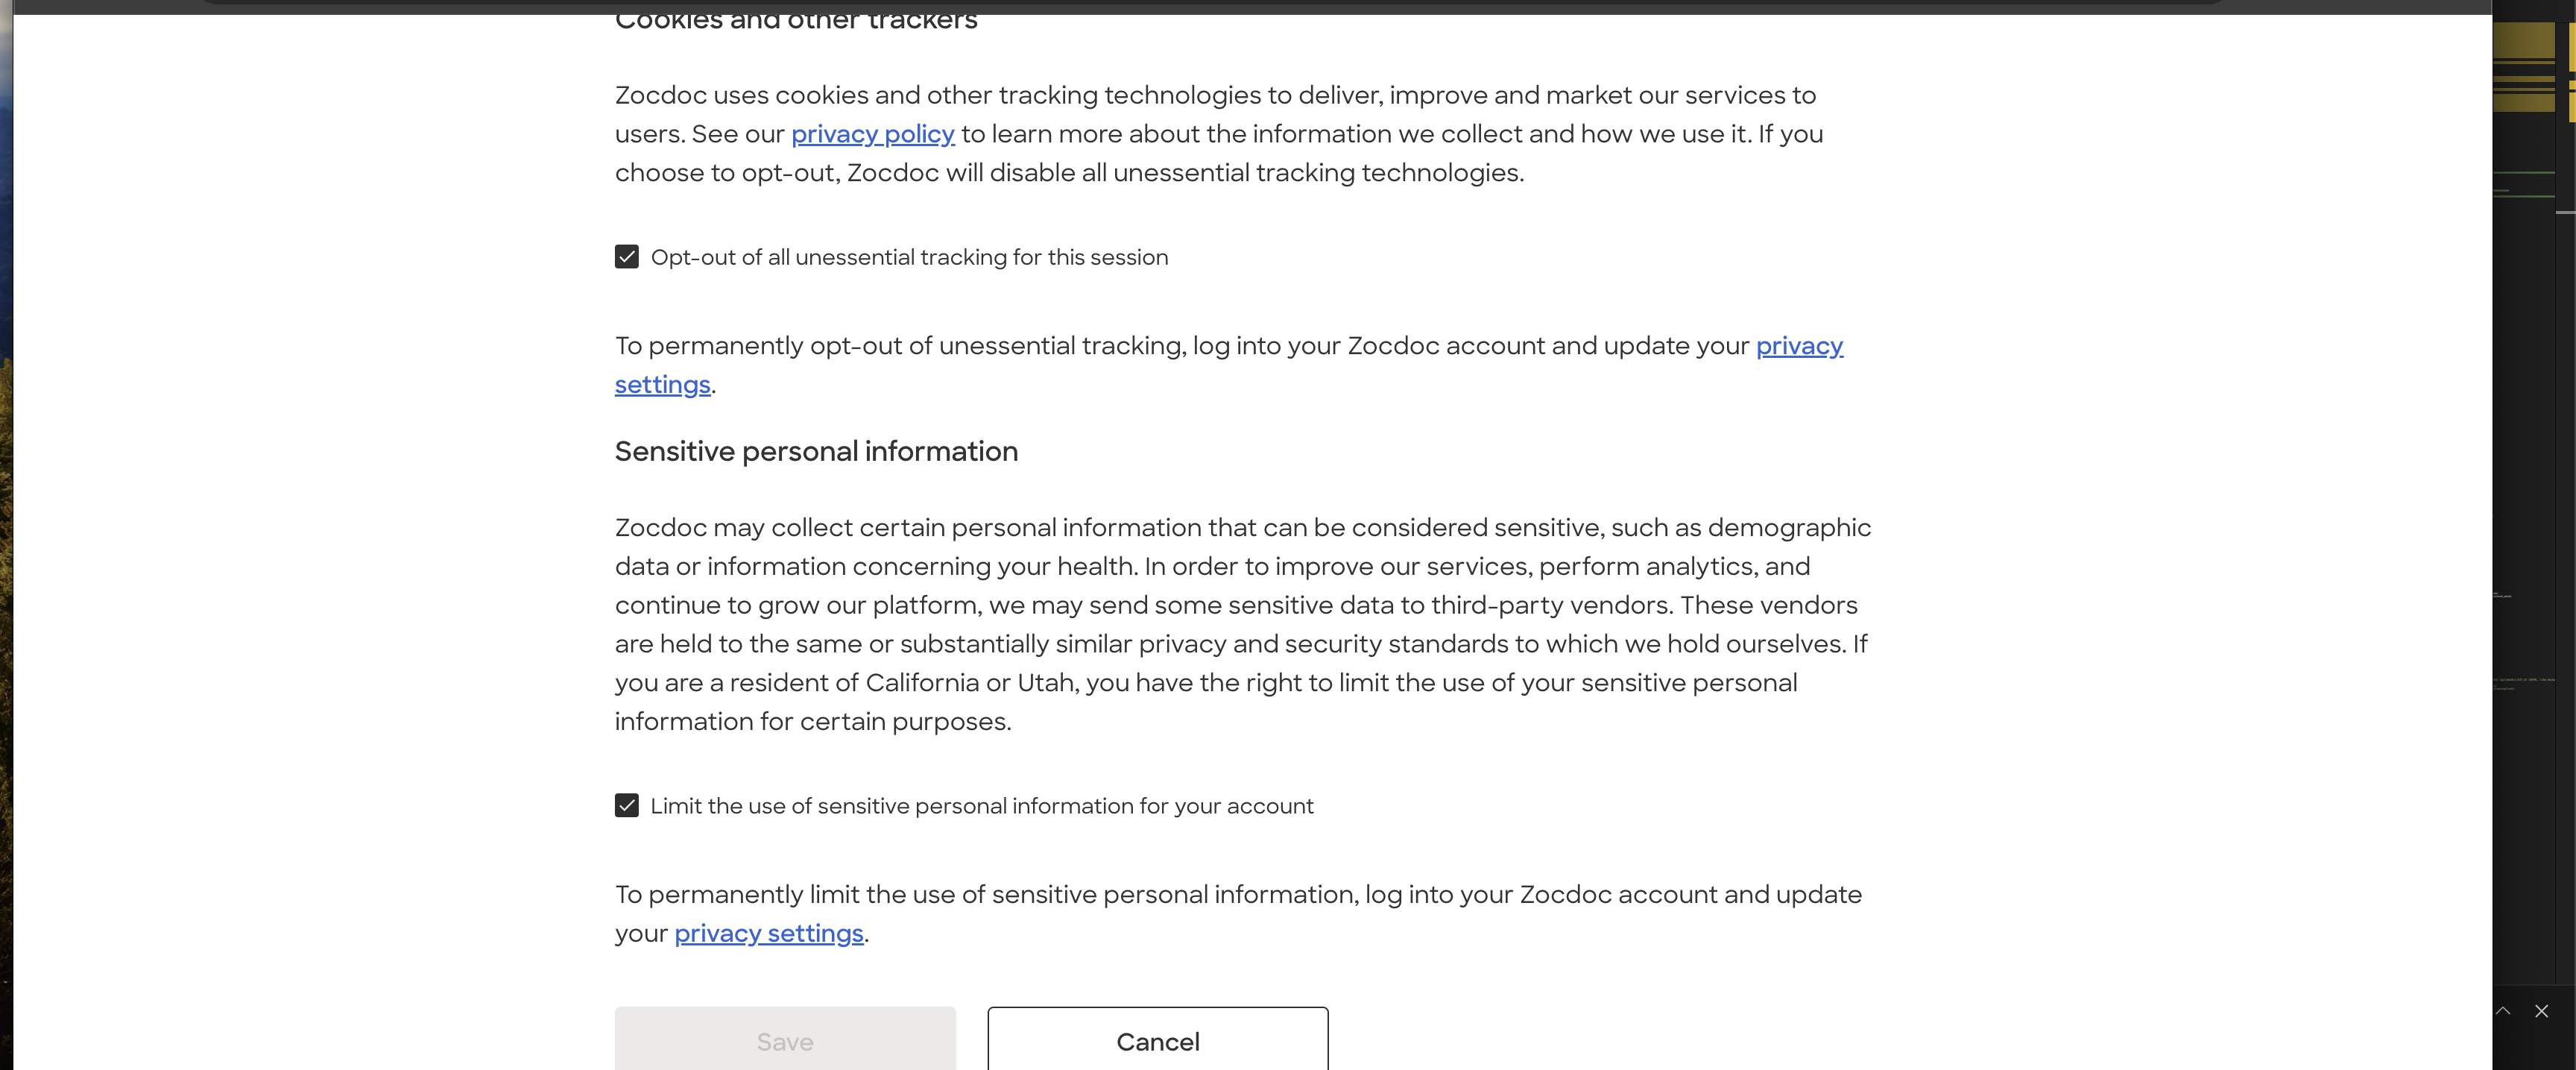 Cookies and other trackers
Zocdoc uses cookies and other tracking technologies to deliver, improve and market our services to
users. See our privacy policy to learn more about the information we collect and how we use it. If you
choose to opt-out, Zocdoc will disable all unessential tracking technologies.
Opt-out of all unessential tracking for this session
To permanently opt-out of unessential tracking, log into your Zocdoc account and update your privacy
settings.
Sensitive personal information
Zocdoc may collect certain personal information that can be considered sensitive, such as demographic
data or information concerning your health. In order to improve our services, perform analytics, and
continue to grow our platform, we may send some sensitive data to third-party vendors. These vendors
are held to the same or substantially similar privacy and security standards to which we hold ourselves. If
you are a resident of California or Utah, you have the right to limit the use of your sensitive personal
information for certain purposes.
Limit the use of sensitive personal information for your account
To permanently limit the use of sensitive personal information, log into your Zocdoc account and update
your privacy settings.
Save
Cancel